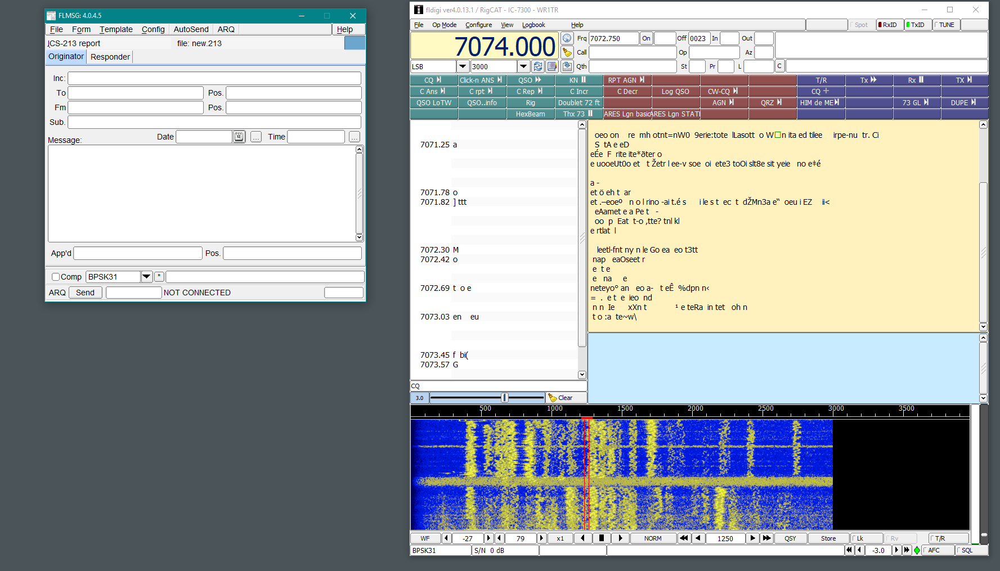 FLMSG: 4.0.4.5
File Form Template Config AutoSend ARQ Help
ICS-213 report file: new.213
Originator Responder
Inc:
To Pos.
Fm Pos.
Sub.
Message: Date 12 ... Time ...
App'd Pos.
Comp BPSK31 *
ARQ Send NOT CONNECTED
fldigi ver4.0.13.1 / RigCAT - IC-7300 - WR1TR
File Op Mode Configure View Logbook Help Spot RxID TxID TUNE
7074.000
Frq 7072.750 On Off 0023 In Out
Call Op Az
LSB 3000 Qth St Pr L C
CQ Click-n ANS QSO KN RPT AGN T/R Tx Rx TX
C Ans C rpt C Rep C Incr C Decr Log QSO CW-CQ CQ
QSO LoTW QSO..info Rig Doublet 72 ft AGN QRZ HIM de ME 73 GL DUPE
HexBeam Thx 73 ARES Lgn basic ARES Lgn STATI
7071.25 a
7071.78 o
7071.82 ] ttt
7072.30 M
7072.42 o
7072.69 t o e
7073.03 en eu
7073.45 f bi(
7073.57 G
CQ
3.0 Clear
oeo on re mh otnt=nW0 9erie:tote lLasott o W□n ita ed tilee irpe-nu tr. Ci
S tA e eD
eÉe F rite ite*ðter o
e uooeUt0o et t Žetr l ee-v soe oi ete3 toOi slt8e sit yeie no e‡é
a -
et ö eh t ar
et .–eoeº n o l rino -ai t.é s i le s t ec t dŽMn3a e“ oeu i EZ ii<
eAamet e a Pe t -
oo p Eat t-o ,tte? tnl kl
e rtlat l
leetl-fnt ny n le Go ea eo t3tt
nap eaOseet r
e t e
e na e
neteyo° an eo a- t eÊ %dpn n‹
= . e t e ieo nd
n n Ie xXn t ¹ e teRa in tet oh n
t o :a te~w\
500 1000 1500 2000 2500 3000 3500
WF -27 79 x1 NORM 1250 QSY Store Lk Rv T/R
BPSK31 S/N 0 dB -3.0 AFC SQL